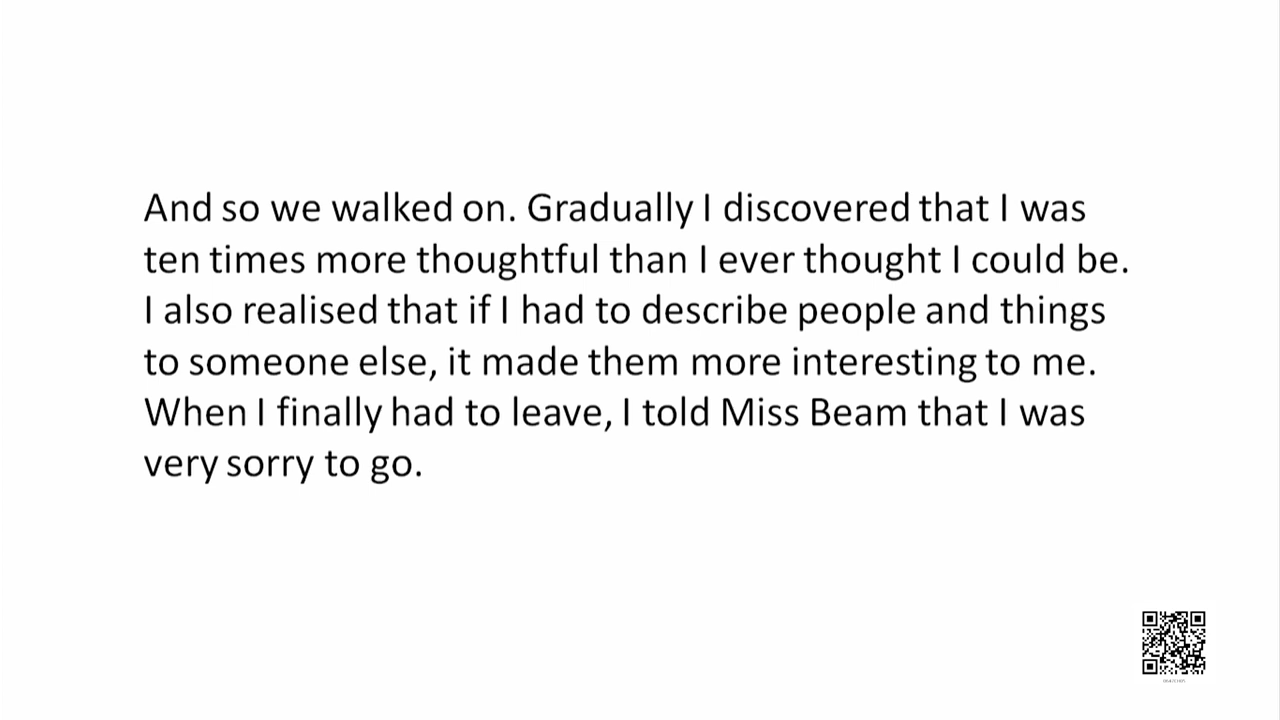 And so we walked on. Gradually I discovered that I was
ten times more thoughtful than I ever thought I could be.
I also realised that if I had to describe people and things
to someone else, it made them more interesting to me.
When I finally had to leave, I told Miss Beam that I was
very sorry to go.